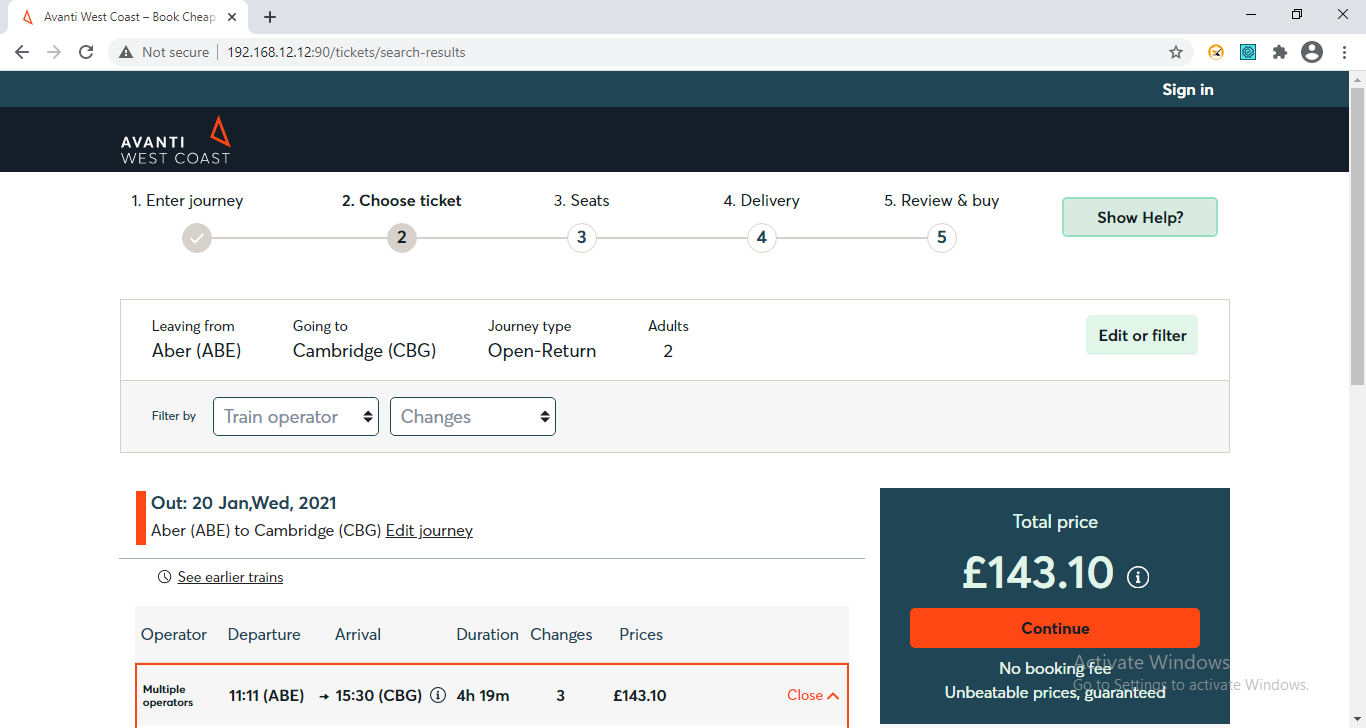 Avanti West Coast – Book Cheap
Not secure
192.168.12.12:90/tickets/search-results
Sign in
AVANTI
WEST COAST
1. Enter journey
2. Choose ticket
3. Seats
4. Delivery
5. Review & buy
2
3
4
5
Show Help?
Leaving from
Going to
Journey type
Adults
Aber (ABE)
Cambridge (CBG)
Open-Return
2
Edit or filter
Filter by
Train operator
Changes
Out: 20 Jan,Wed, 2021
Aber (ABE) to Cambridge (CBG) Edit journey
See earlier trains
Operator Departure Arrival Duration Changes Prices
Multiple
operators
11:11 (ABE) → 15:30 (CBG) i 4h 19m 3 £143.10 Close
Total price
£143.10 i
Continue
No booking fee
Unbeatable prices, guaranteed
Activate Windows
Go to Settings to activate Windows.